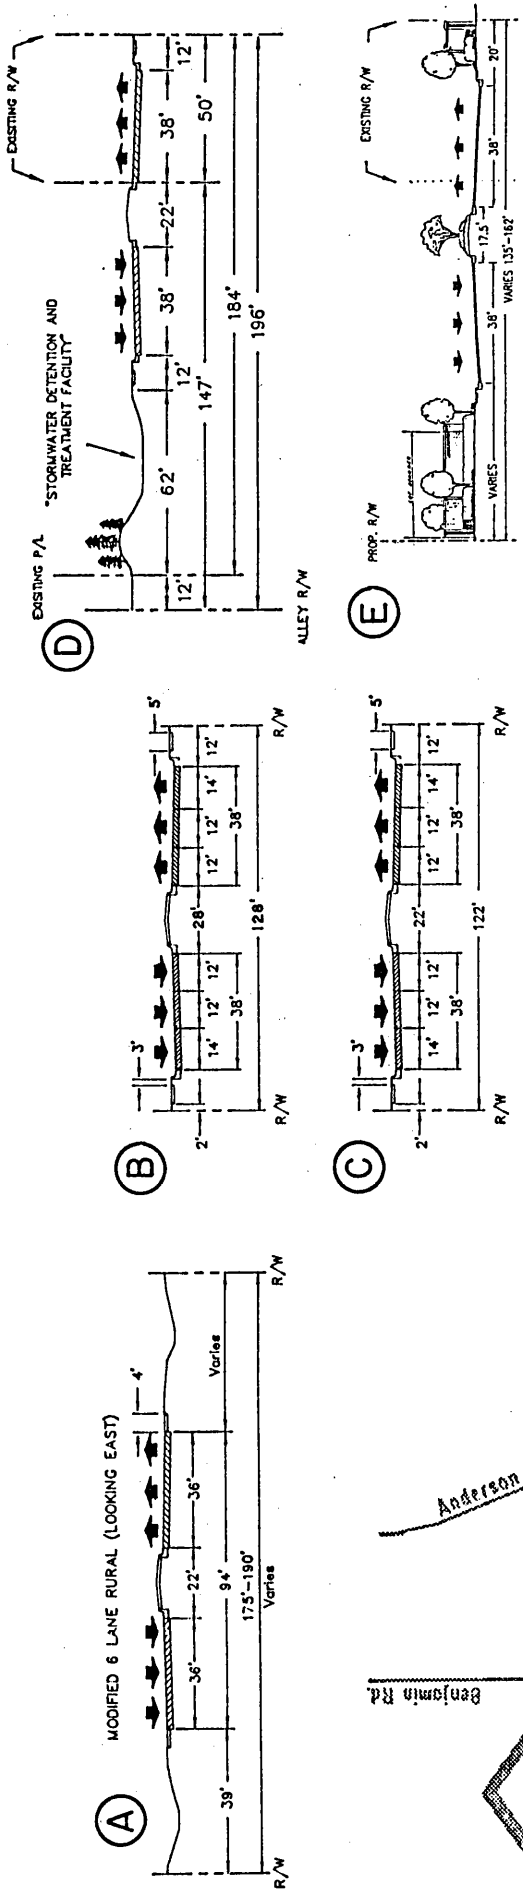 A
MODIFIED 6 LANE RURAL (LOOKING EAST)
4'
36'
22'
36'
39'
94'
Varies
175'-190'
Varies
R/W
R/W
B
3'
5'
2'
14'
12'
12'
28'
12'
12'
14'
12'
38'
38'
128'
R/W
R/W
C
3'
5'
2'
14'
12'
12'
22'
12'
12'
14'
12'
38'
38'
122'
R/W
R/W
D
EXISITING P/L
"STORMWATER DETENTION AND
TREATMENT FACILITY"
EXISITING R/W
12'
62'
12'
38'
22'
38'
12'
147'
50'
184'
196'
ALLEY R/W
E
PROP. R/W
EXISTING R/W
VARIES
38'
17.5'
38'
20'
VARIES 135'-162'
Benjamin Rd.
Anderson